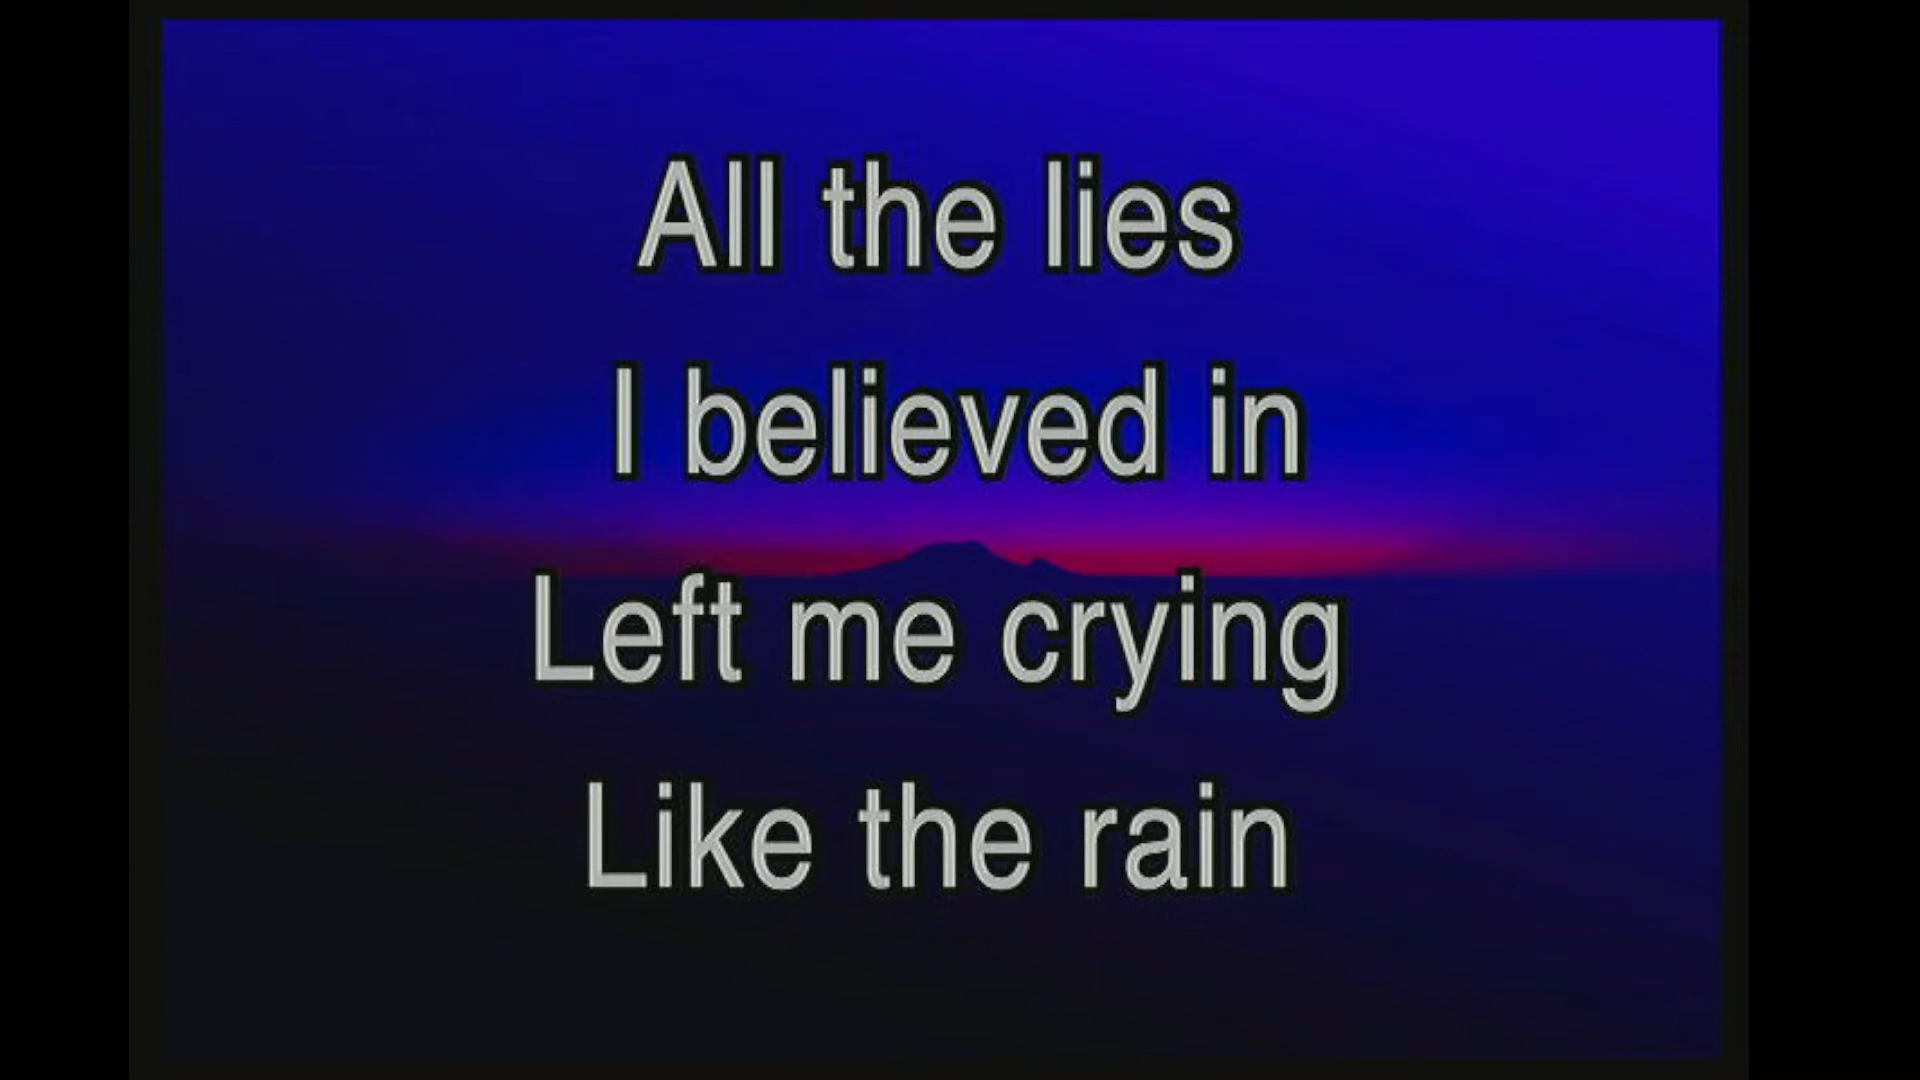 All the lies
I believed in
Left me crying
Like the rain